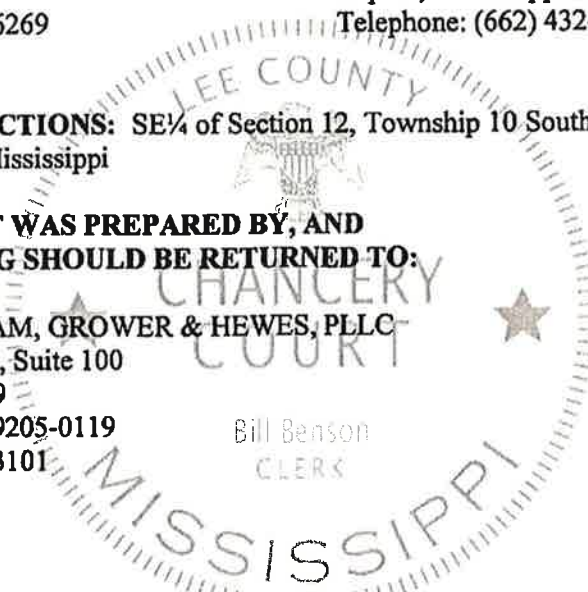 6269 Telephone: (662) 432
LEE COUNTY
CTIONS: SE¼ of Section 12, Township 10 South
Mississippi
WAS PREPARED BY, AND
G SHOULD BE RETURNED TO:
CHANCERY
AM, GROWER & HEWES, PLLC
COURT
, Suite 100
9
9205-0119
Bill Benson
3101
CLERK
MISSISSIPPI